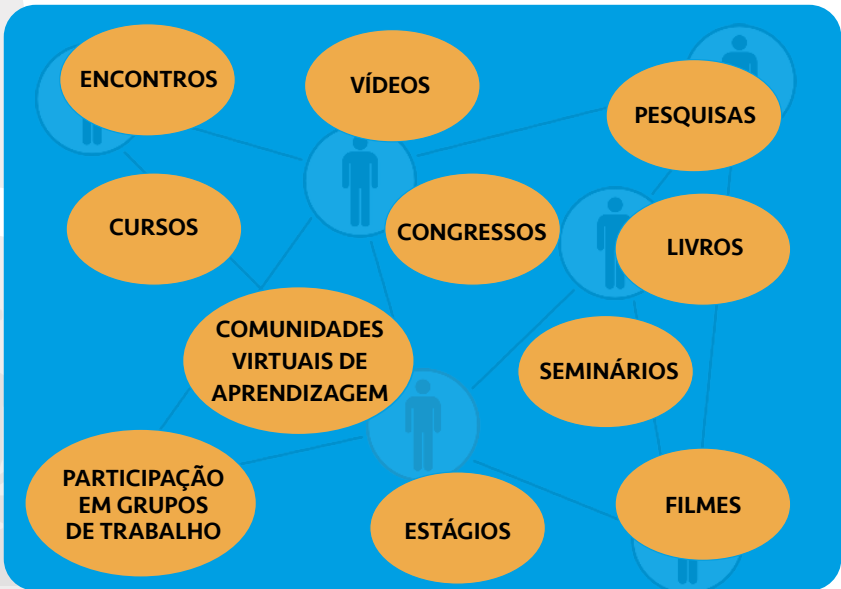 ENCONTROS
VÍDEOS
PESQUISAS
CURSOS
CONGRESSOS
LIVROS
COMUNIDADES
VIRTUAIS DE
APRENDIZAGEM
SEMINÁRIOS
PARTICIPAÇÃO
EM GRUPOS
DE TRABALHO
ESTÁGIOS
FILMES